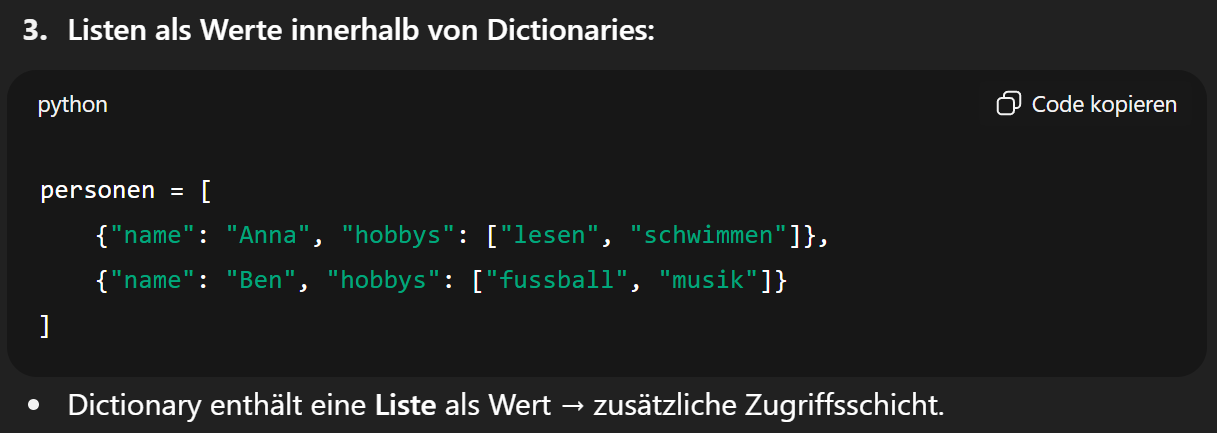 3. Listen als Werte innerhalb von Dictionaries:
python
Code kopieren
personen = [
    {"name": "Anna", "hobbys": ["lesen", "schwimmen"]},
    {"name": "Ben", "hobbys": ["fussball", "musik"]}
]
• Dictionary enthält eine Liste als Wert → zusätzliche Zugriffsschicht.